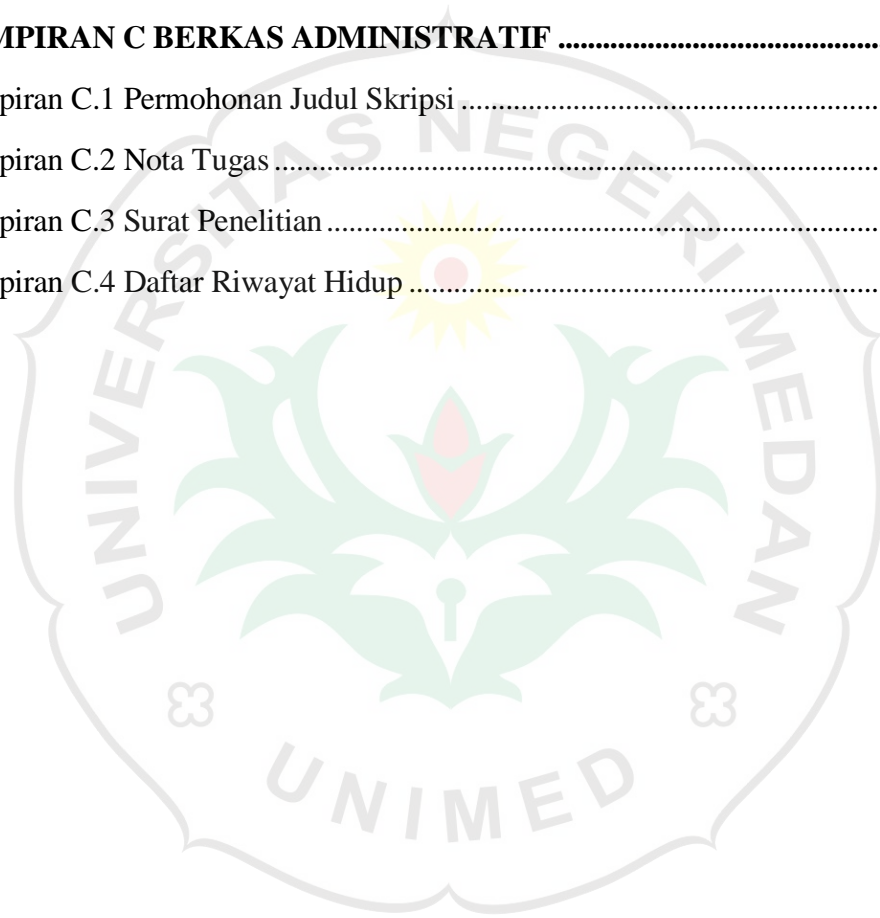 MPIRAN C BERKAS ADMINISTRATIF ............................................
piran C.1 Permohonan Judul Skripsi .........................................................
piran C.2 Nota Tugas ...................................................................................
piran C.3 Surat Penelitian ............................................................................
piran C.4 Daftar Riwayat Hidup ................................................................
UNIVERSITAS NEGERI MEDAN
UNIMED